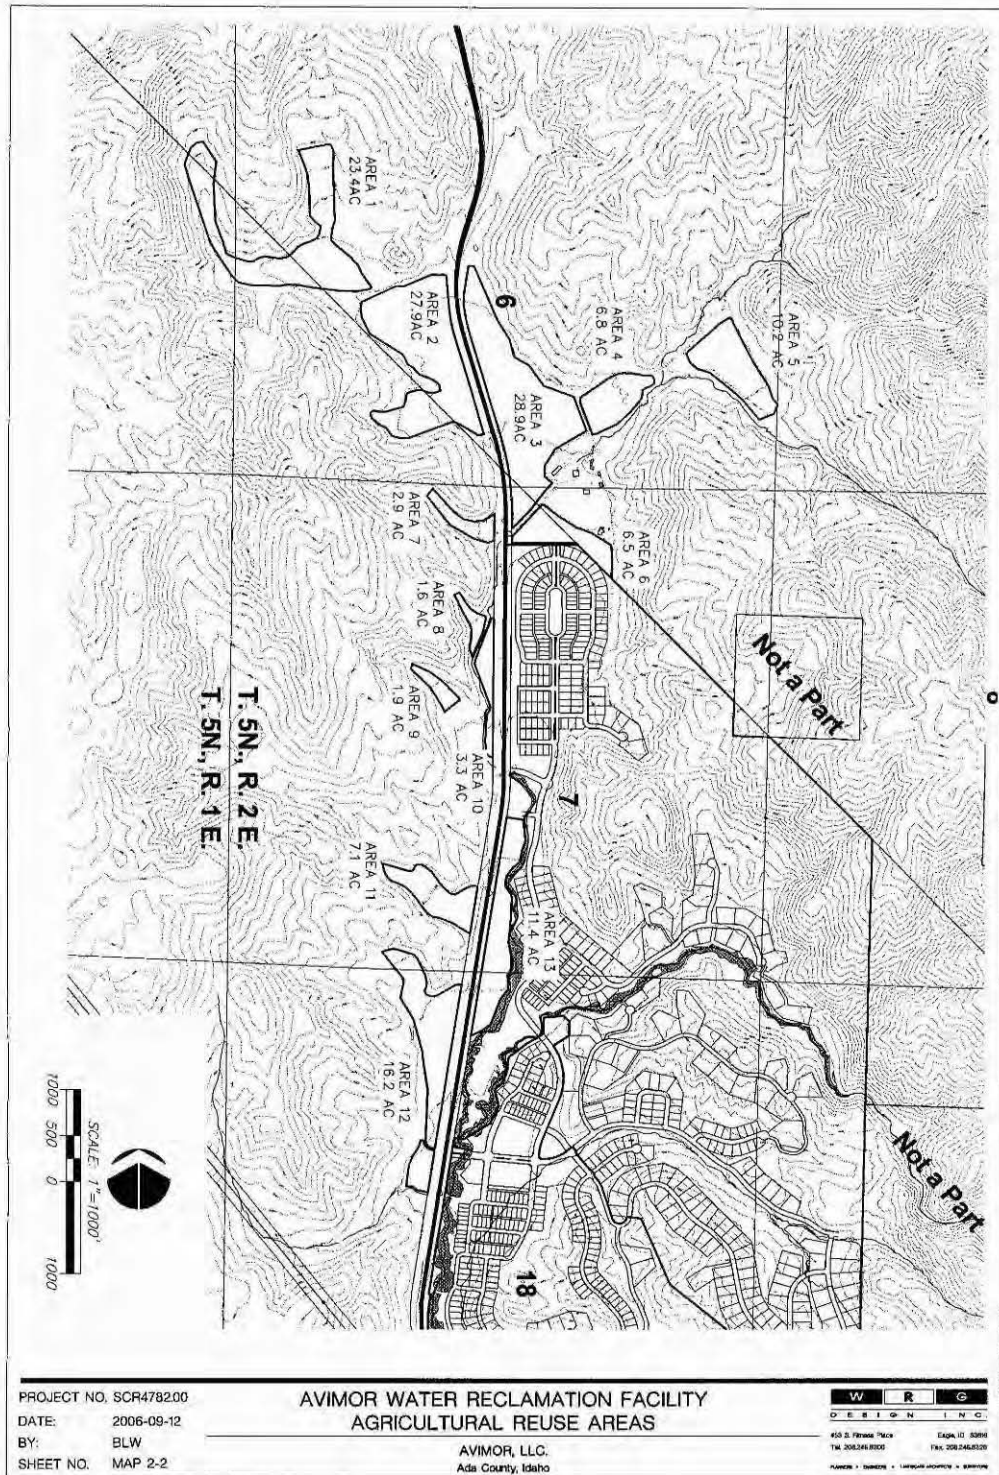 AREA 1
23.4AC
AREA 2
27.9AC
6
AREA 3
28.9AC
AREA 4
6.8 AC
AREA 5
10.2 AC
AREA 6
6.5 AC
AREA 7
2.9 AC
AREA 8
1.6 AC
AREA 9
1.9 AC
AREA 10
3.3 AC
AREA 11
7.1 AC
AREA 12
16.2 AC
AREA 13
11.4 AC
7
18
Not a Part
Not a Part
T. 5N., R. 2 E.
T. 5N., R. 1 E.
SCALE: 1"=1000'
1000 500 0 1000
PROJECT NO. SCR4782.00
DATE: 2006-09-12
BY: BLW
SHEET NO. MAP 2-2
AVIMOR WATER RECLAMATION FACILITY
AGRICULTURAL REUSE AREAS
AVIMOR, LLC.
Ada County, Idaho
W R G
DESIGN INC.